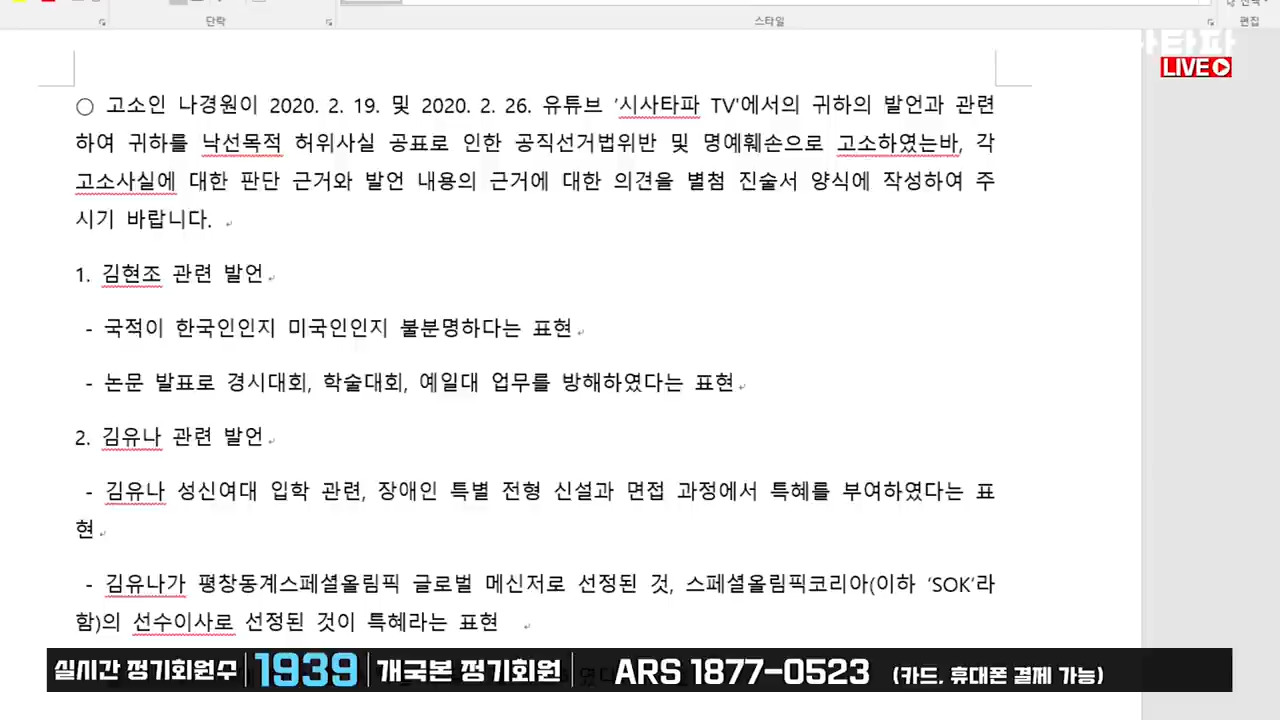 단락
스타일
편집
시사타파
LIVE
○ 고소인 나경원이 2020. 2. 19. 및 2020. 2. 26. 유튜브 '시사타파 TV'에서의 귀하의 발언과 관련
하여 귀하를 낙선목적 허위사실 공표로 인한 공직선거법위반 및 명예훼손으로 고소하였는바, 각
고소사실에 대한 판단 근거와 발언 내용의 근거에 대한 의견을 별첨 진술서 양식에 작성하여 주
시기 바랍니다.
1. 김현조 관련 발언
- 국적이 한국인인지 미국인인지 불분명하다는 표현
- 논문 발표로 경시대회, 학술대회, 예일대 업무를 방해하였다는 표현
2. 김유나 관련 발언
- 김유나 성신여대 입학 관련, 장애인 특별 전형 신설과 면접 과정에서 특혜를 부여하였다는 표
현
- 김유나가 평창동계스페셜올림픽 글로벌 메신저로 선정된 것, 스페셜올림픽코리아(이하 'SOK'라
함)의 선수이사로 선정된 것이 특혜라는 표현
실시간 정기회원수 1939 개국본 정기회원 ARS 1877-0523 (카드, 휴대폰 결제 가능)